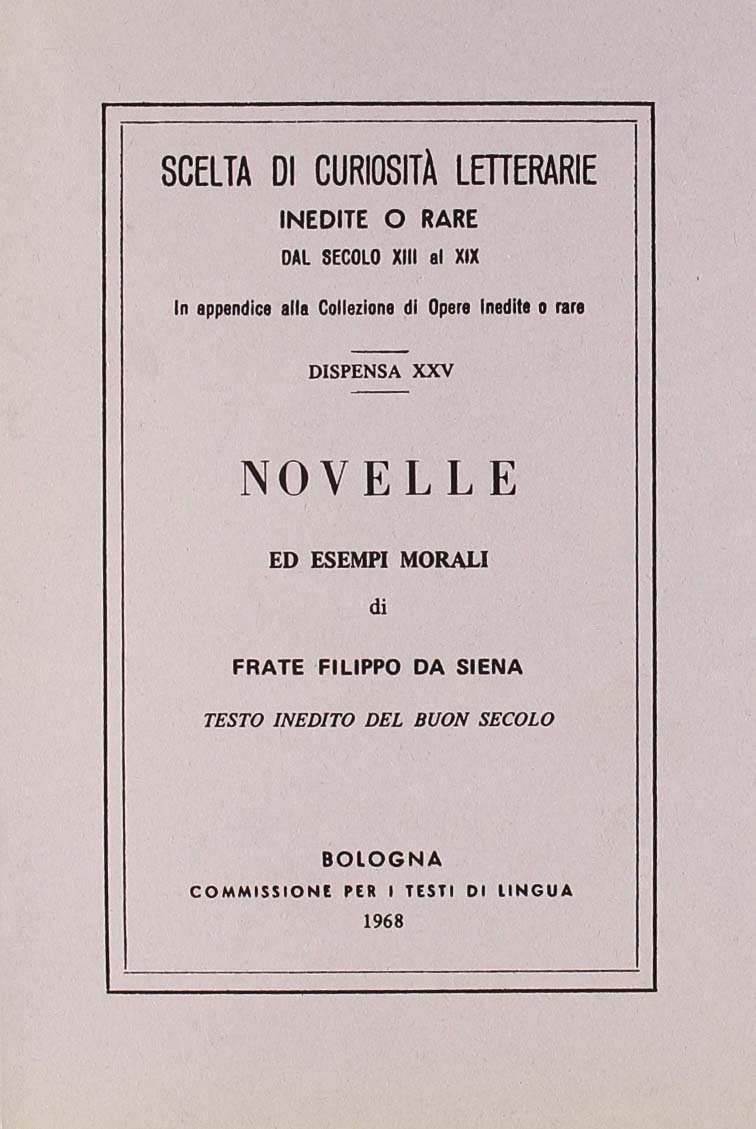 SCELTA DI CURIOSITÀ LETTERARIE
INEDITE O RARE
DAL SECOLO XIII al XIX
In appendice alla Collezione di Opere inedite o rare
DISPENSA XXV
NOVELLE
ED ESEMPI MORALI
di
FRATE FILIPPO DA SIENA
TESTO INEDITO DEL BUON SECOLO
BOLOGNA
COMMISSIONE PER I TESTI DI LINGUA
1968